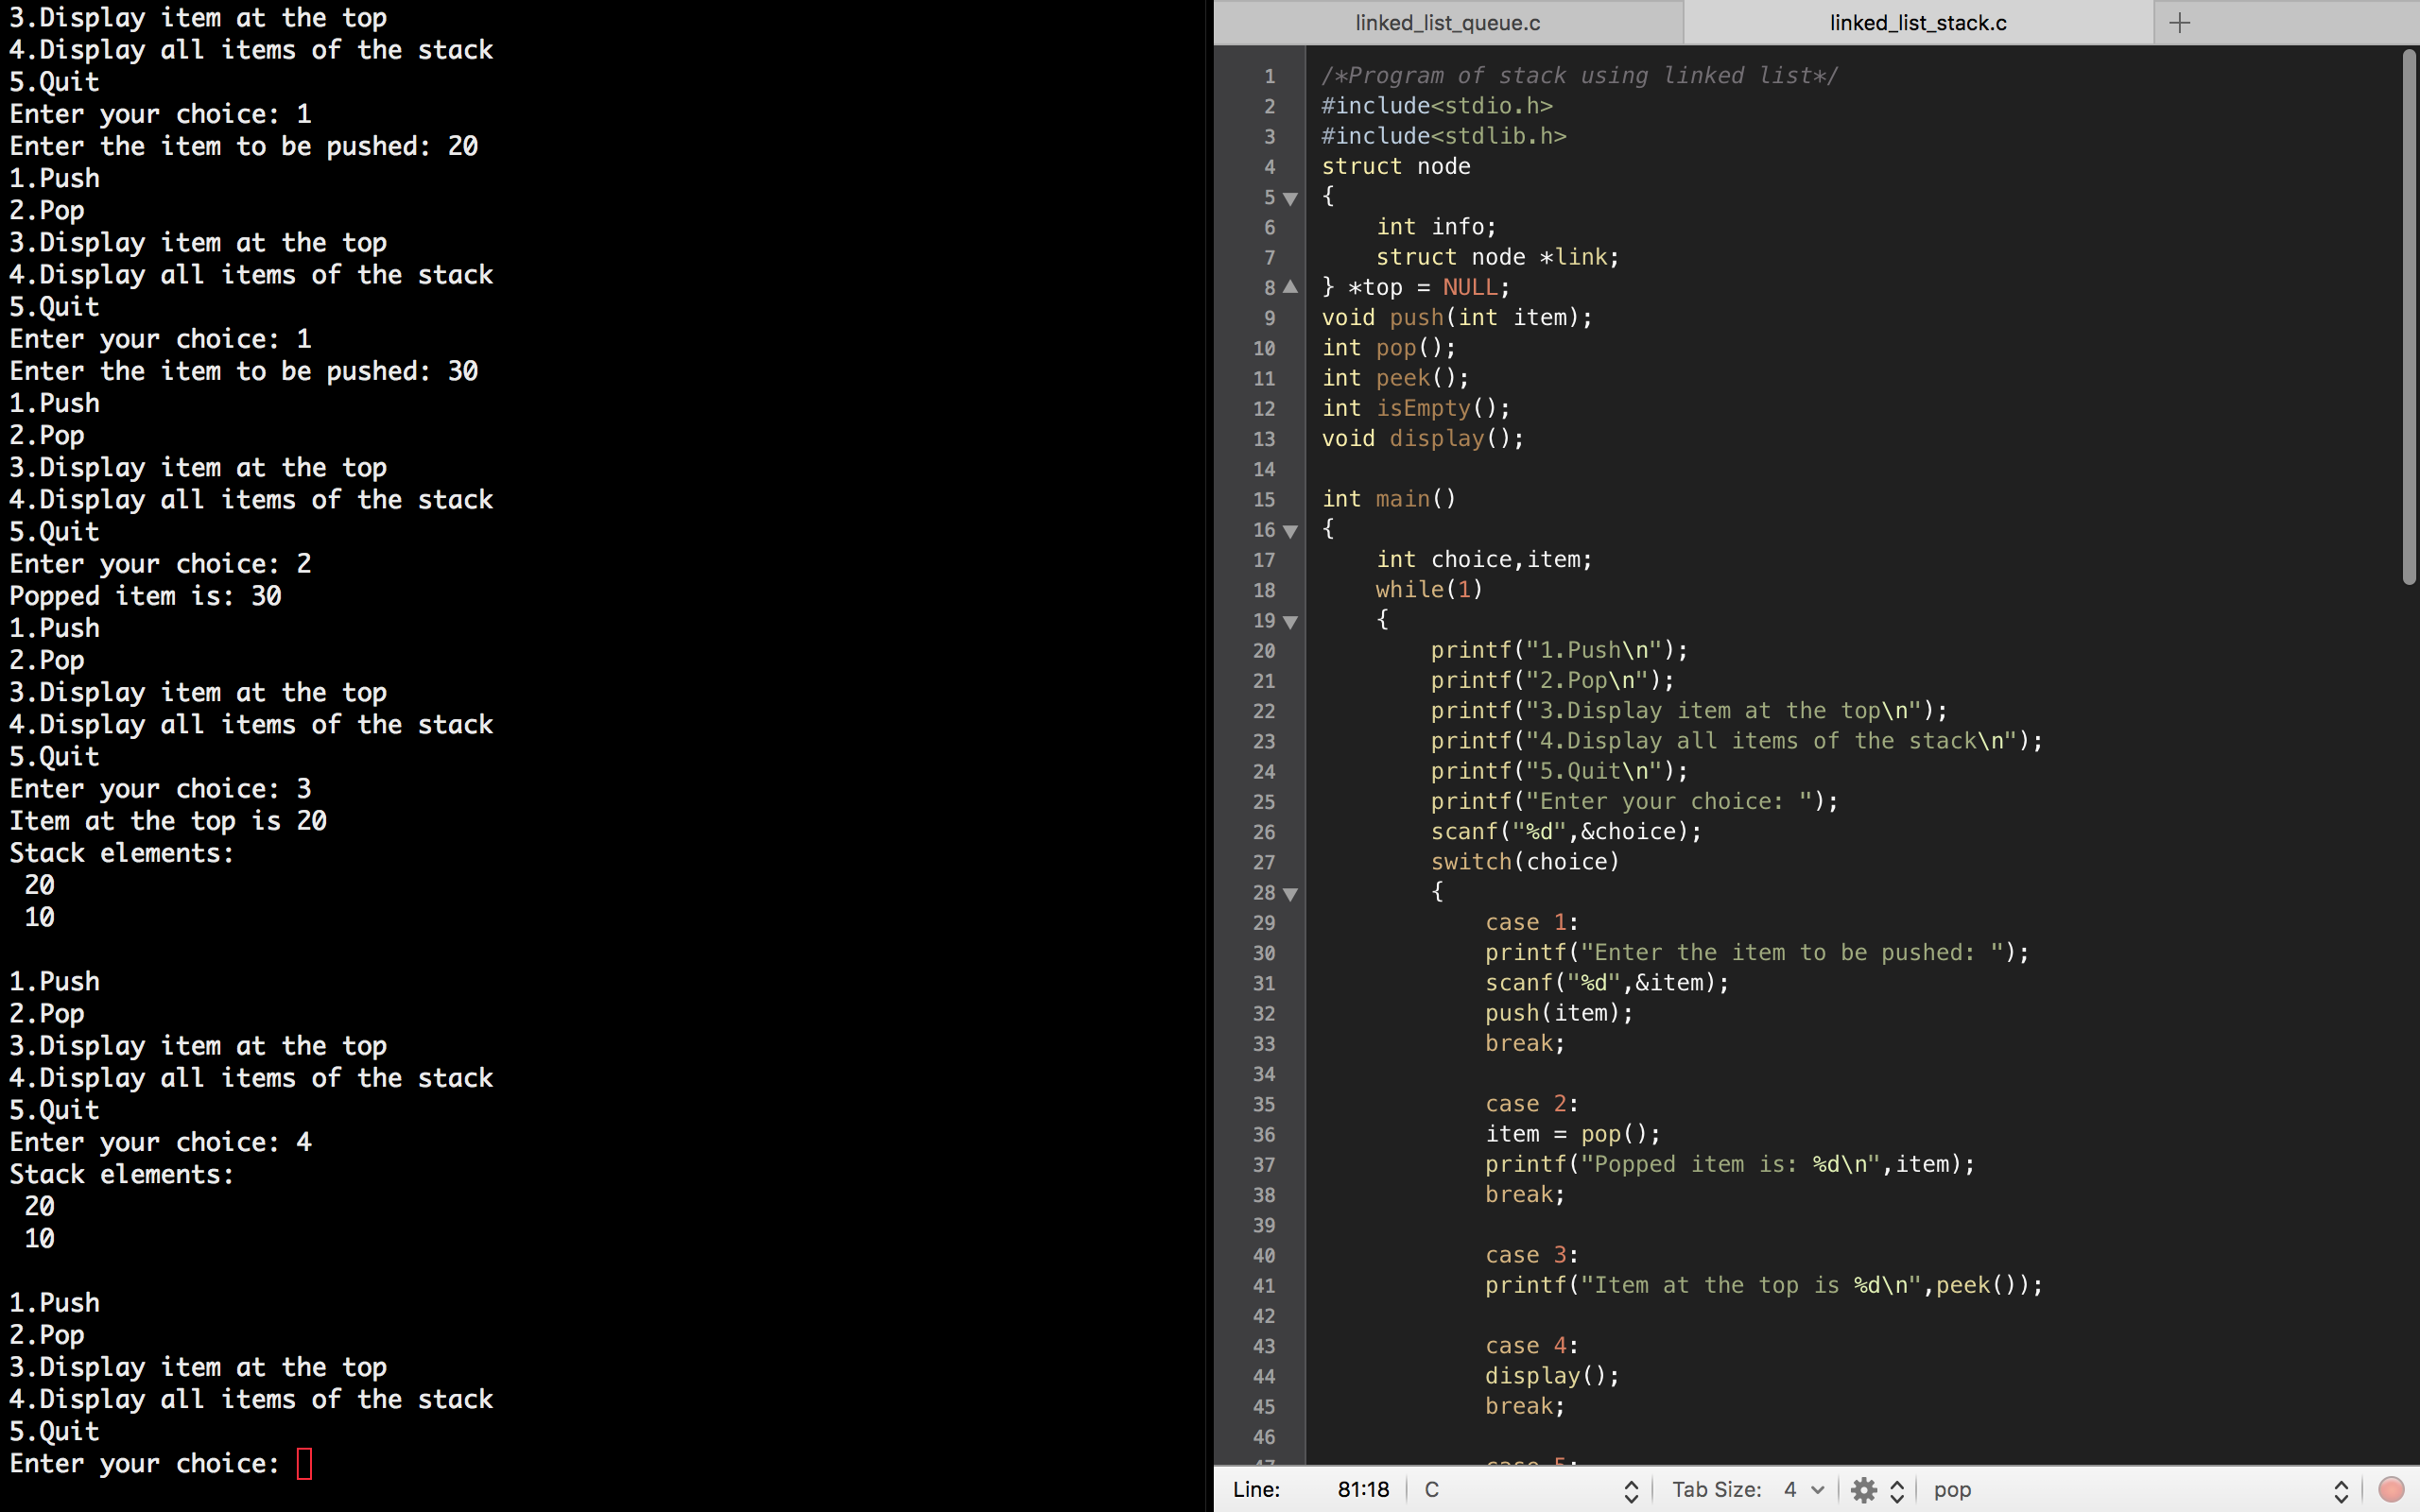 3.Display item at the top
4.Display all items of the stack
5.Quit
Enter your choice: 1
Enter the item to be pushed: 20
1.Push
2.Pop
3.Display item at the top
4.Display all items of the stack
5.Quit
Enter your choice: 1
Enter the item to be pushed: 30
1.Push
2.Pop
3.Display item at the top
4.Display all items of the stack
5.Quit
Enter your choice: 2
Popped item is: 30
1.Push
2.Pop
3.Display item at the top
4.Display all items of the stack
5.Quit
Enter your choice: 3
Item at the top is 20
Stack elements:
 20
 10
1.Push
2.Pop
3.Display item at the top
4.Display all items of the stack
5.Quit
Enter your choice: 4
Stack elements:
 20
 10
1.Push
2.Pop
3.Display item at the top
4.Display all items of the stack
5.Quit
Enter your choice:
linked_list_queue.c linked_list_stack.c
1 /*Program of stack using linked list*/
2 #include<stdio.h>
3 #include<stdlib.h>
4 struct node
5 {
6     int info;
7     struct node *link;
8 } *top = NULL;
9 void push(int item);
10 int pop();
11 int peek();
12 int isEmpty();
13 void display();
14
15 int main()
16 {
17     int choice,item;
18     while(1)
19     {
20         printf("1.Push\n");
21         printf("2.Pop\n");
22         printf("3.Display item at the top\n");
23         printf("4.Display all items of the stack\n");
24         printf("5.Quit\n");
25         printf("Enter your choice: ");
26         scanf("%d",&choice);
27         switch(choice)
28         {
29             case 1:
30             printf("Enter the item to be pushed: ");
31             scanf("%d",&item);
32             push(item);
33             break;
34
35             case 2:
36             item = pop();
37             printf("Popped item is: %d\n",item);
38             break;
39
40             case 3:
41             printf("Item at the top is %d\n",peek());
42
43             case 4:
44             display();
45             break;
46
47             case 5:
Line: 81:18 C Tab Size: 4 pop